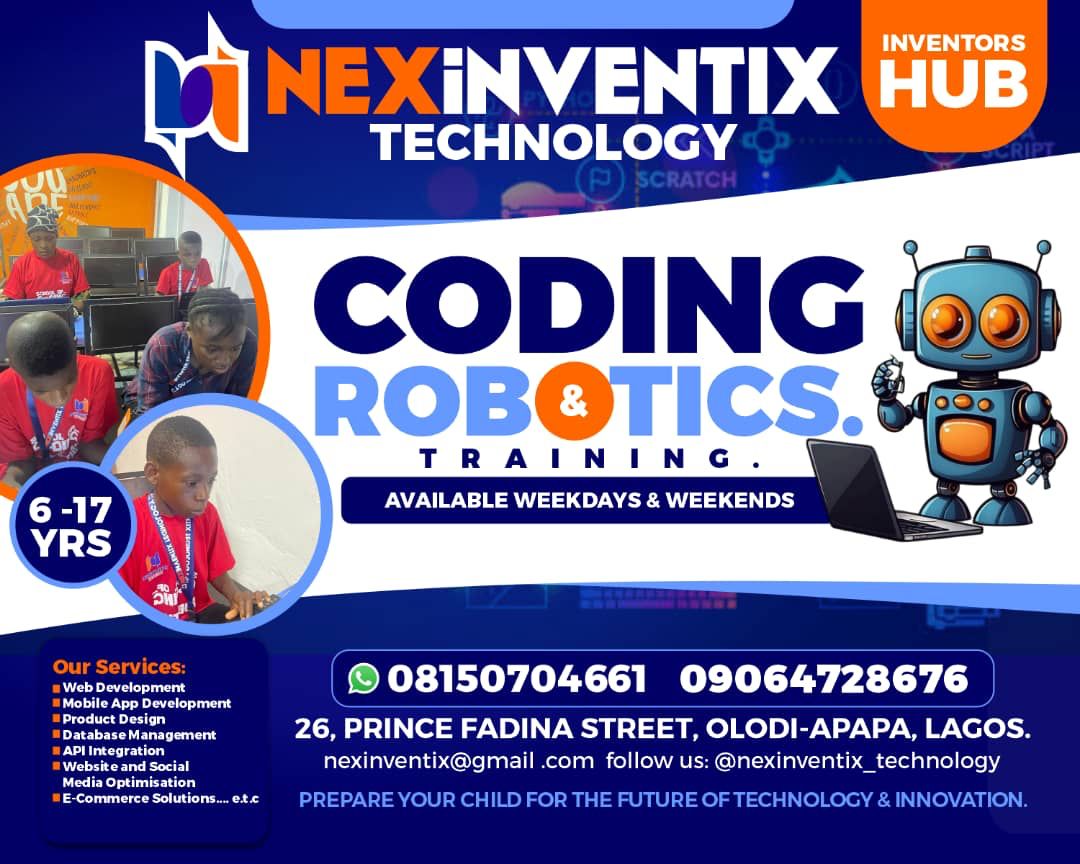 NEXiNVENTIX
TECHNOLOGY
INVENTORS
HUB
SCRATCH
SCRIPT
YOU
ARE
CODING
ROB&TICS.
TRAINING.
AVAILABLE WEEKDAYS & WEEKENDS
6 -17
YRS
Our Services:
Web Development
Mobile App Development
Product Design
Database Management
API Integration
Website and Social
Media Optimisation
E-Commerce Solutions.... e.t.c
08150704661 09064728676
26, PRINCE FADINA STREET, OLODI-APAPA, LAGOS.
nexinventix@gmail .com follow us: @nexinventix_technology
PREPARE YOUR CHILD FOR THE FUTURE OF TECHNOLOGY & INNOVATION.